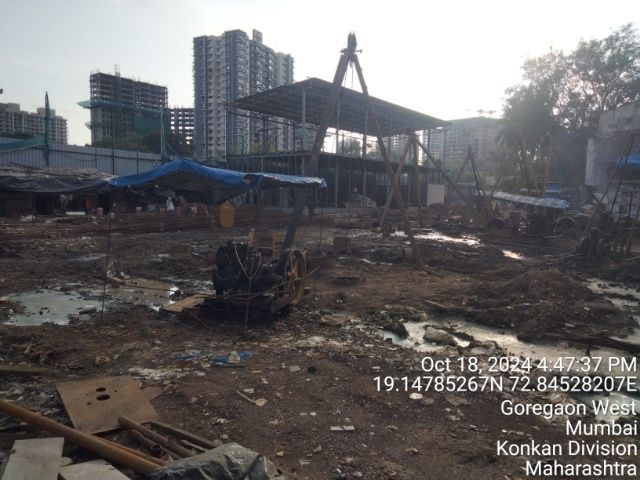 Oct 18, 2024 4:47:37 PM
19.14785267N 72.84528207E
Goregaon West
Mumbai
Konkan Division
Maharashtra